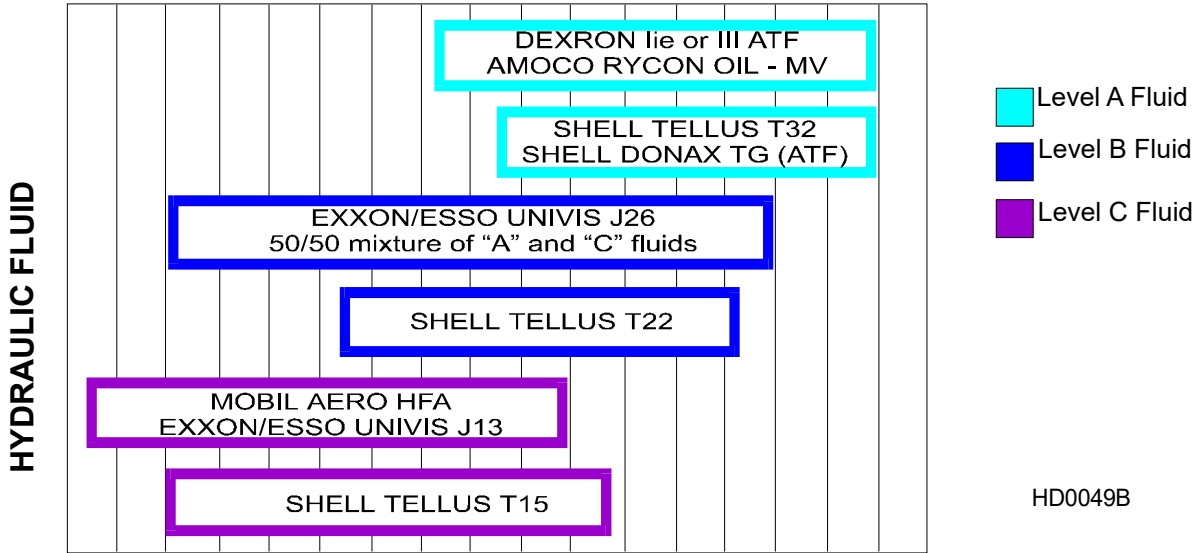 HYDRAULIC FLUID
DEXRON Iie or III ATF
AMOCO RYCON OIL - MV
SHELL TELLUS T32
SHELL DONAX TG (ATF)
EXXON/ESSO UNIVIS J26
50/50 mixture of “A” and “C” fluids
SHELL TELLUS T22
MOBIL AERO HFA
EXXON/ESSO UNIVIS J13
SHELL TELLUS T15
Level A Fluid
Level B Fluid
Level C Fluid
HD0049B